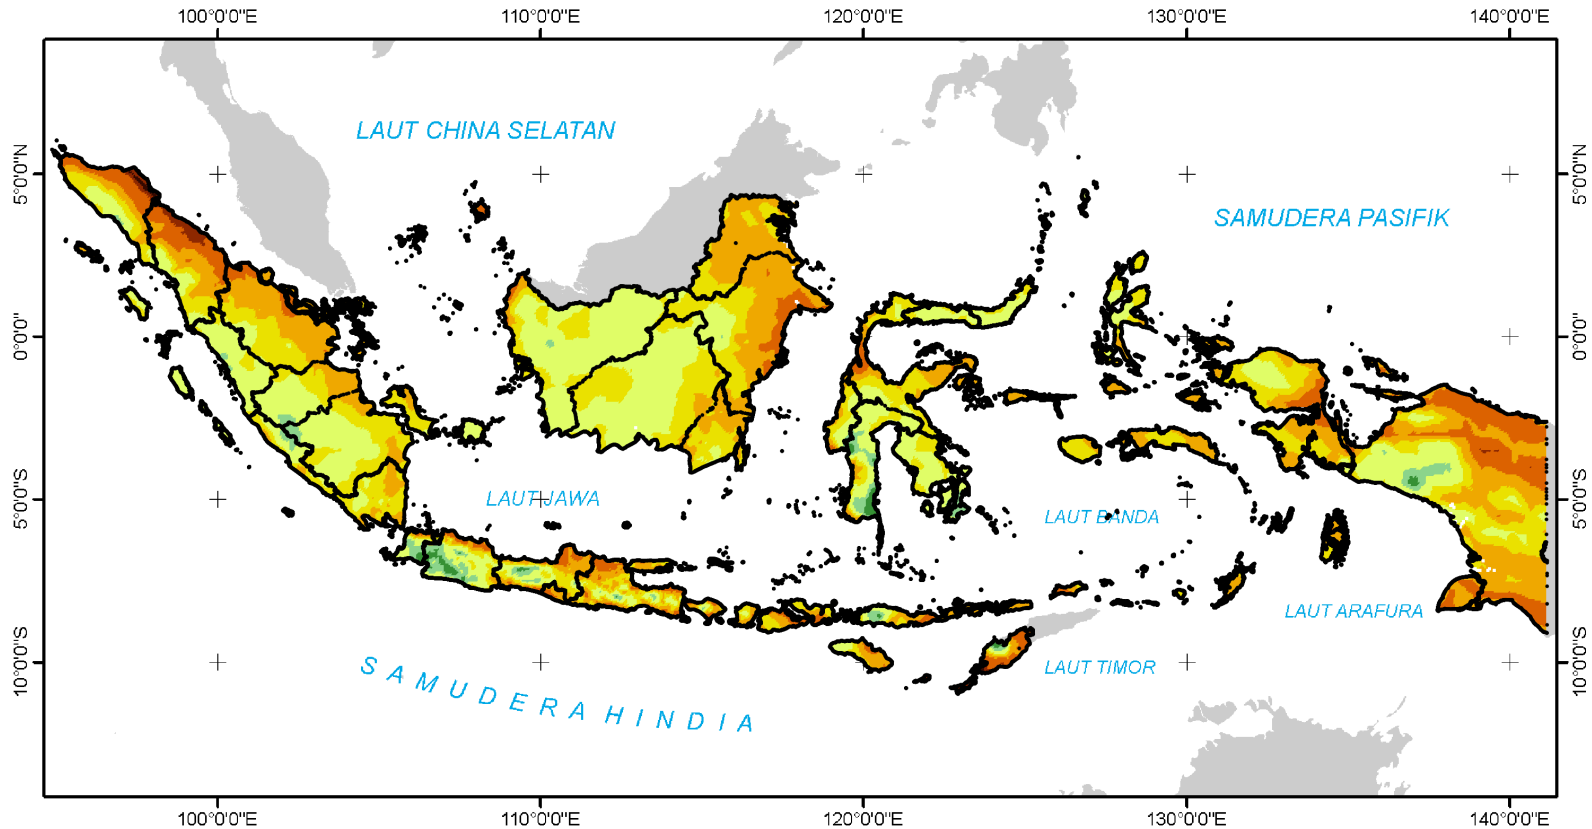 100°0'0"E 110°0'0"E 120°0'0"E 130°0'0"E 140°0'0"E
LAUT CHINA SELATAN
5°0'0"N 5°0'0"N
SAMUDERA PASIFIK
0°0'0" 0°0'0"
LAUT JAWA
5°0'0"S 5°0'0"S
LAUT BANDA
LAUT ARAFURA
10°0'0"S 10°0'0"S
LAUT TIMOR
SAMUDERA HINDIA
100°0'0"E 110°0'0"E 120°0'0"E 130°0'0"E 140°0'0"E